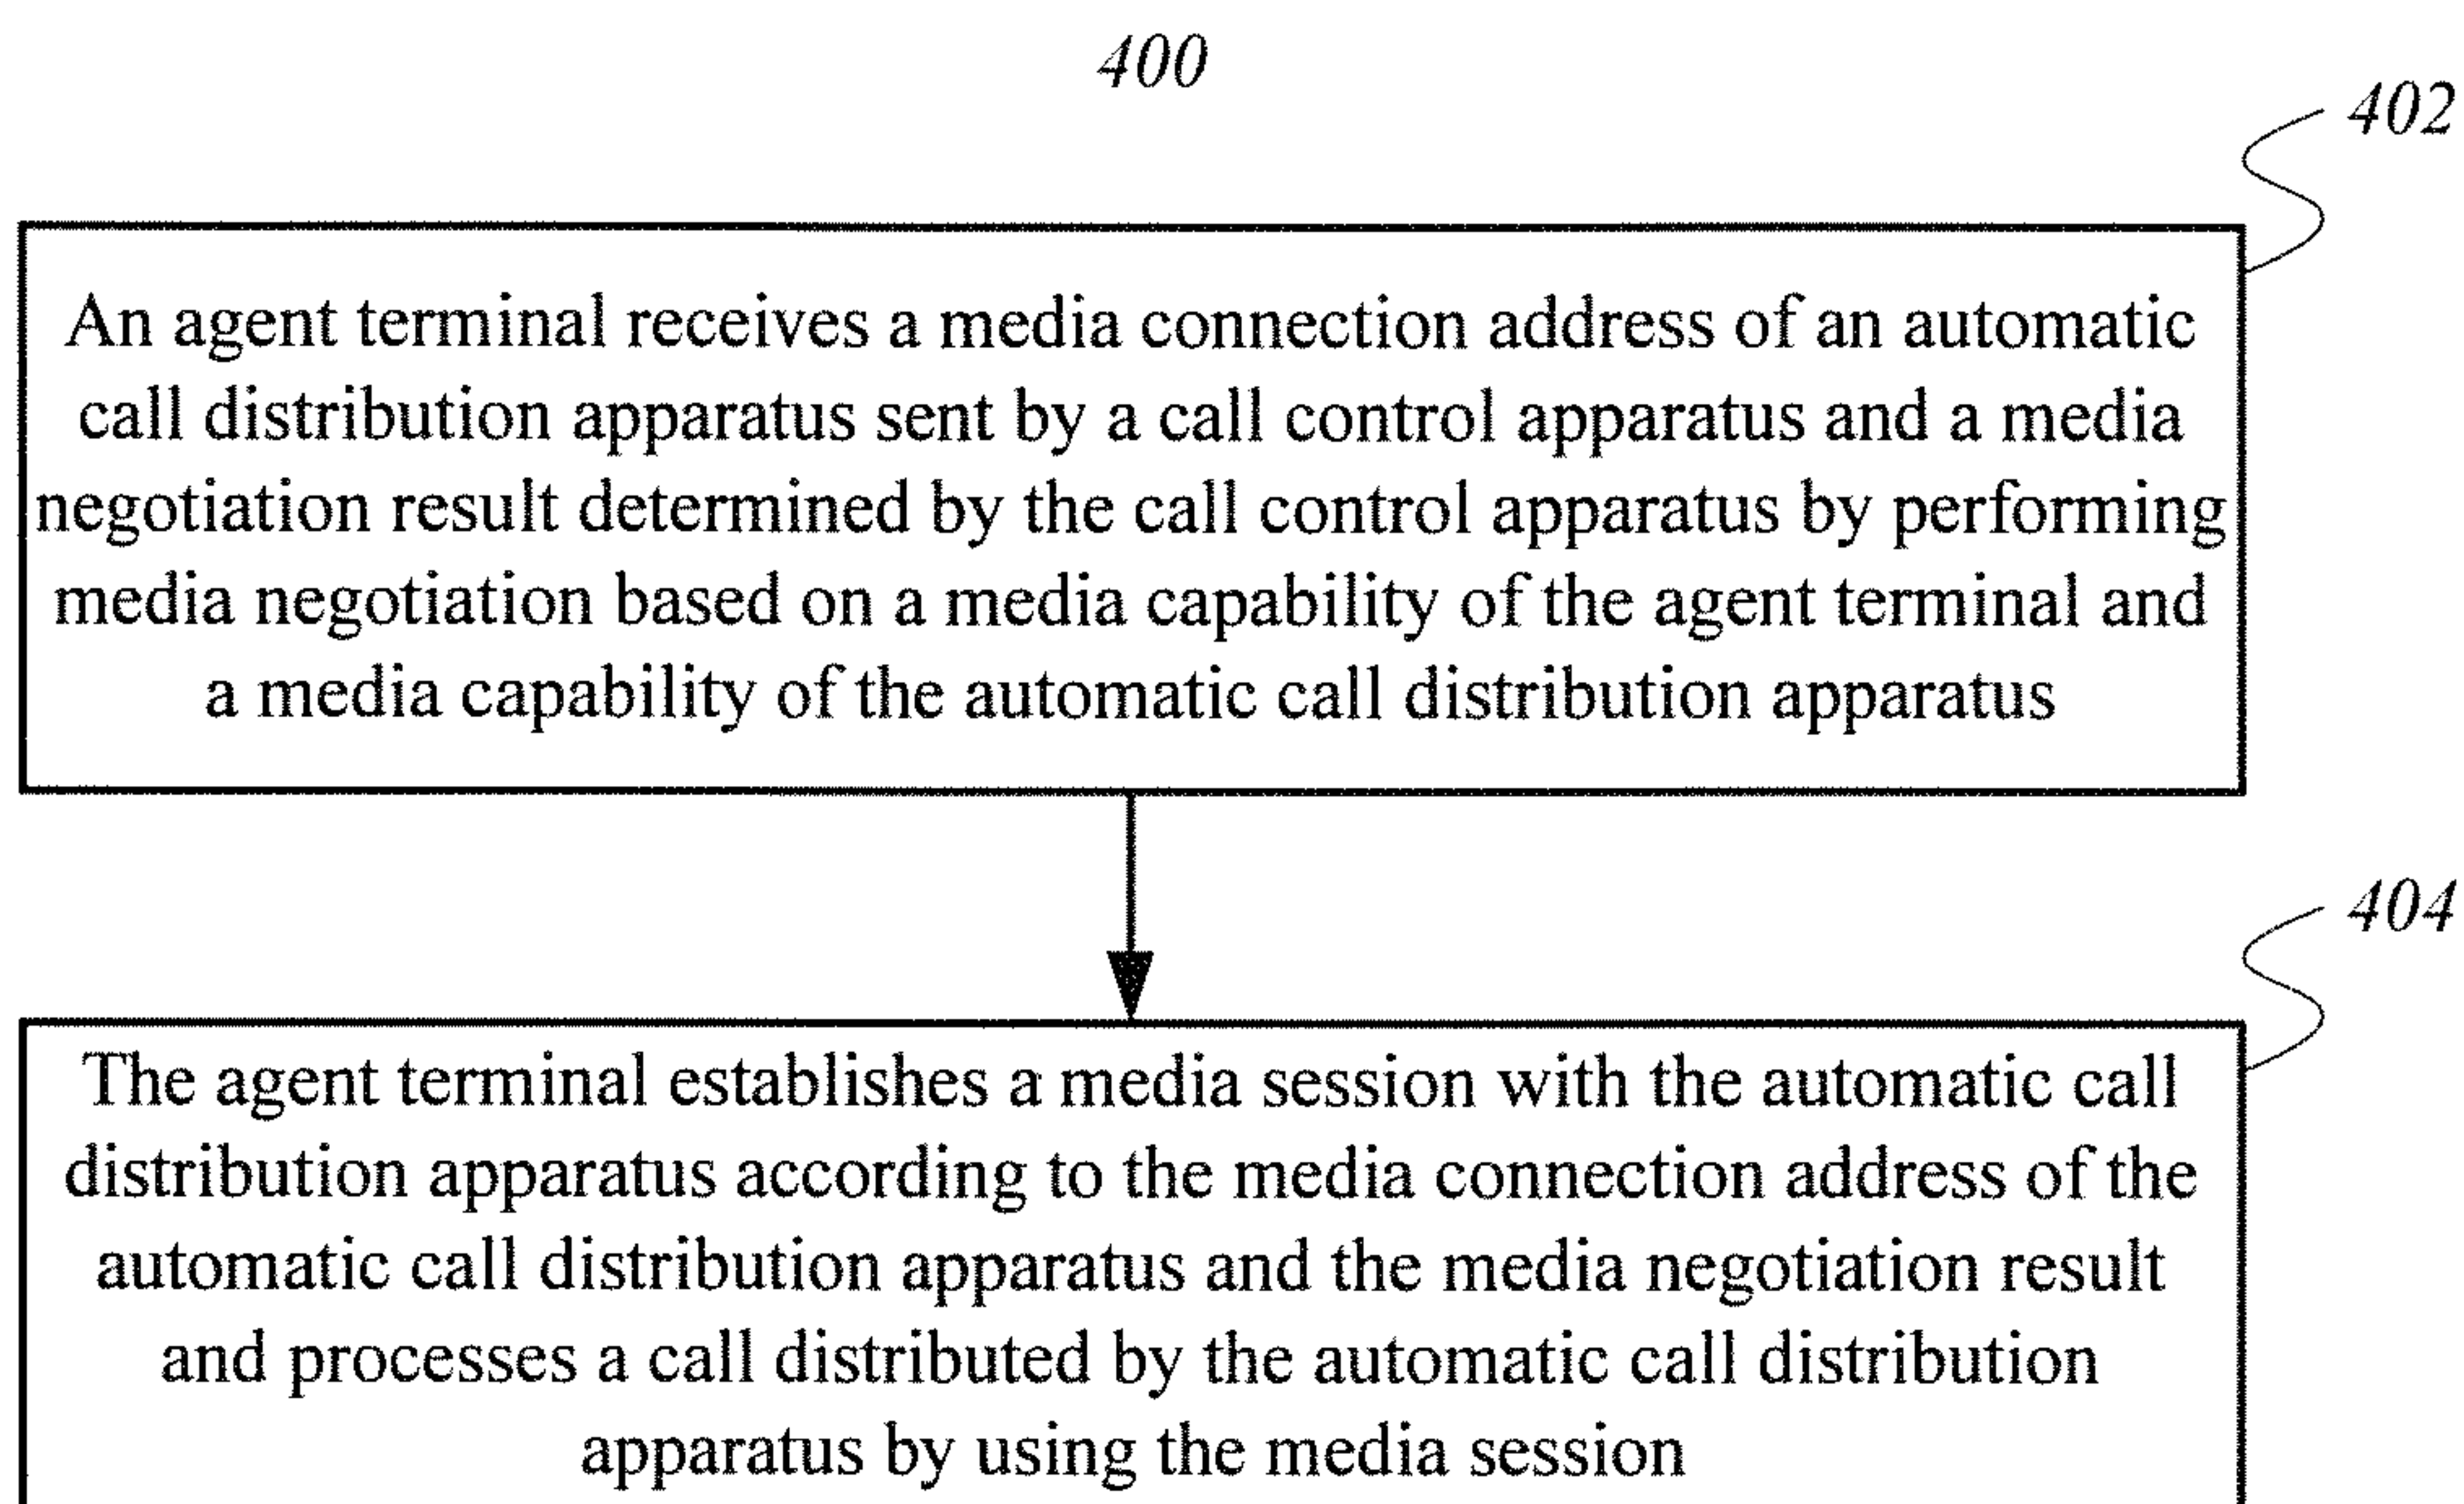 400
402
An agent terminal receives a media connection address of an automatic
call distribution apparatus sent by a call control apparatus and a media
negotiation result determined by the call control apparatus by performing
media negotiation based on a media capability of the agent terminal and
a media capability of the automatic call distribution apparatus
404
The agent terminal establishes a media session with the automatic call
distribution apparatus according to the media connection address of the
automatic call distribution apparatus and the media negotiation result
and processes a call distributed by the automatic call distribution
apparatus by using the media session